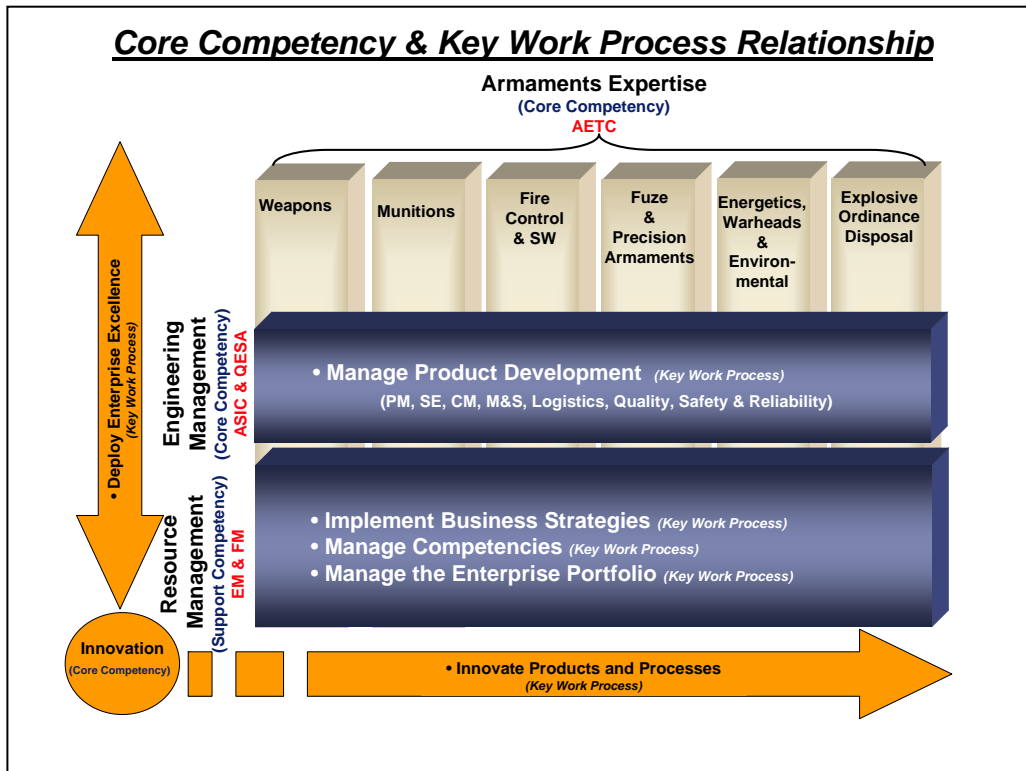 Core Competency & Key Work Process Relationship
Armaments Expertise
(Core Competency)
AETC
Weapons
Munitions
Fire
Control
& SW
Fuze
&
Precision
Armaments
Energetics,
Warheads
&
Environ-
mental
Explosive
Ordinance
Disposal
• Deploy Enterprise Excellence
(Key Work Process)
Engineering
Management
(Core Competency)
ASIC & QESA
• Manage Product Development (Key Work Process)
(PM, SE, CM, M&S, Logistics, Quality, Safety & Reliability)
Resource
Management
(Support Competency)
EM & FM
• Implement Business Strategies (Key Work Process)
• Manage Competencies (Key Work Process)
• Manage the Enterprise Portfolio (Key Work Process)
Innovation
(Core Competency)
• Innovate Products and Processes
(Key Work Process)